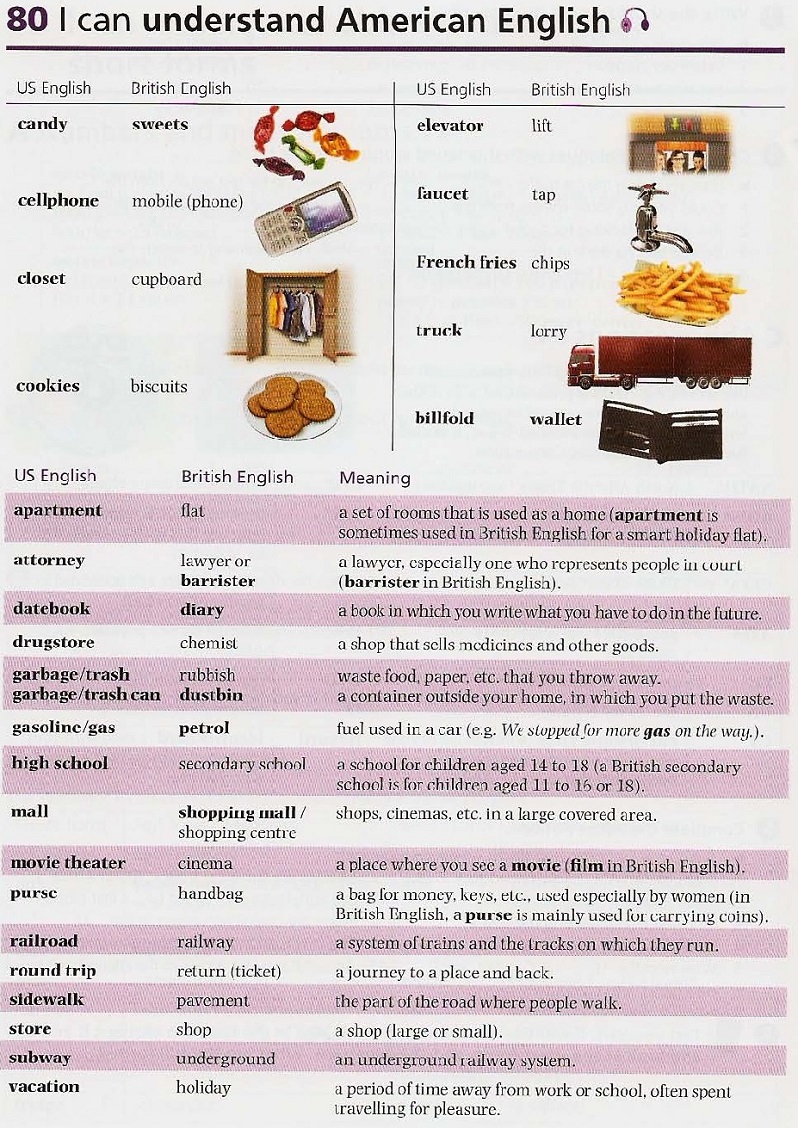 80 I can understand American English
US English British English
candy sweets
cellphone mobile (phone)
closet cupboard
cookies biscuits
US English British English
elevator lift
faucet tap
French fries chips
truck lorry
billfold wallet
US English British English Meaning
apartment flat a set of rooms that is used as a home (apartment is
sometimes used in British English for a smart holiday flat).
attorney lawyer or a lawyer, especially one who represents people in court
barrister (barrister in British English).
datebook diary a book in which you write what you have to do in the future.
drugstore chemist a shop that sells medicines and other goods.
garbage/trash rubbish waste food, paper, etc. that you throw away.
garbage/trash can dustbin a container outside your home, in which you put the waste.
gasoline/gas petrol fuel used in a car (e.g. We stopped for more gas on the way.).
high school secondary school a school for children aged 14 to 18 (a British secondary
school is for children aged 11 to 16 or 18).
mall shopping mall / shops, cinemas, etc. in a large covered area.
shopping centre
movie theater cinema a place where you see a movie (film in British English).
purse handbag a bag for money, keys, etc., used especially by women (in
British English, a purse is mainly used for carrying coins).
railroad railway a system of trains and the tracks on which they run.
round trip return (ticket) a journey to a place and back.
sidewalk pavement the part of the road where people walk.
store shop a shop (large or small).
subway underground an underground railway system.
vacation holiday a period of time away from work or school, often spent
travelling for pleasure.